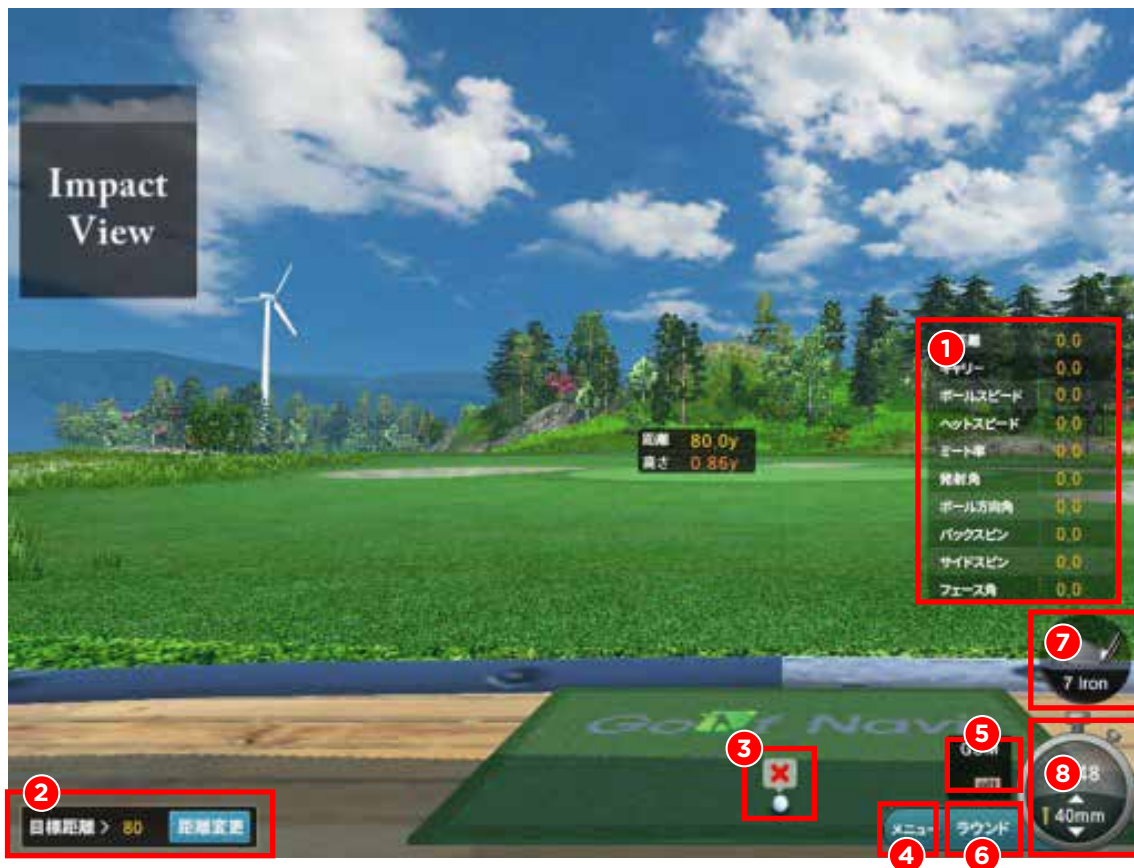 Impact
View
0.0
0.0
ボールスピード 0.0
ヘットスピード 0.0
ミート率 0.0
発射角 0.0
ボール方向角 0.0
バックスピン 0.0
サイドスピン 0.0
フェース角 0.0
1
距離 80.0y
高さ 0.86y
7
7 Iron
3
5
8
48
40mm
2
目標距離 > 80 距離変更
メニュー
ラウンド
4
6